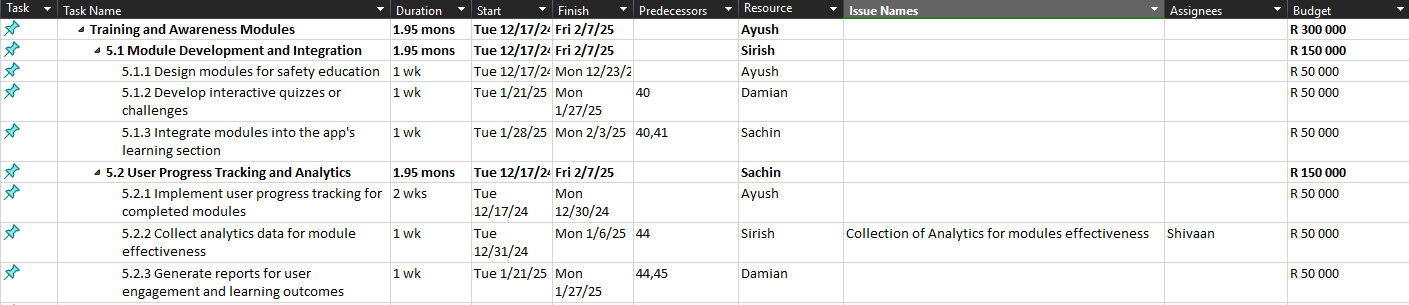 Task Task Name Duration Start Finish Predecessors Resource Issue Names Assignees Budget
Training and Awareness Modules 1.95 mons Tue 12/17/24 Fri 2/7/25 Ayush R 300 000
5.1 Module Development and Integration 1.95 mons Tue 12/17/24 Fri 2/7/25 Sirish R 150 000
5.1.1 Design modules for safety education 1 wk Tue 12/17/24 Mon 12/23/2 Ayush R 50 000
5.1.2 Develop interactive quizzes or 1 wk Tue 1/21/25 Mon 40 Damian R 50 000
challenges 1/27/25
5.1.3 Integrate modules into the app's 1 wk Tue 1/28/25 Mon 2/3/25 40,41 Sachin R 50 000
learning section
5.2 User Progress Tracking and Analytics 1.95 mons Tue 12/17/24 Fri 2/7/25 Sachin R 150 000
5.2.1 Implement user progress tracking for 2 wks Tue Mon Ayush R 50 000
completed modules 12/17/24 12/30/24
5.2.2 Collect analytics data for module 1 wk Tue Mon 1/6/25 44 Sirish Collection of Analytics for modules effectiveness Shivaan R 50 000
effectiveness 12/31/24
5.2.3 Generate reports for user 1 wk Tue 1/21/25 Mon 44,45 Damian R 50 000
engagement and learning outcomes 1/27/25